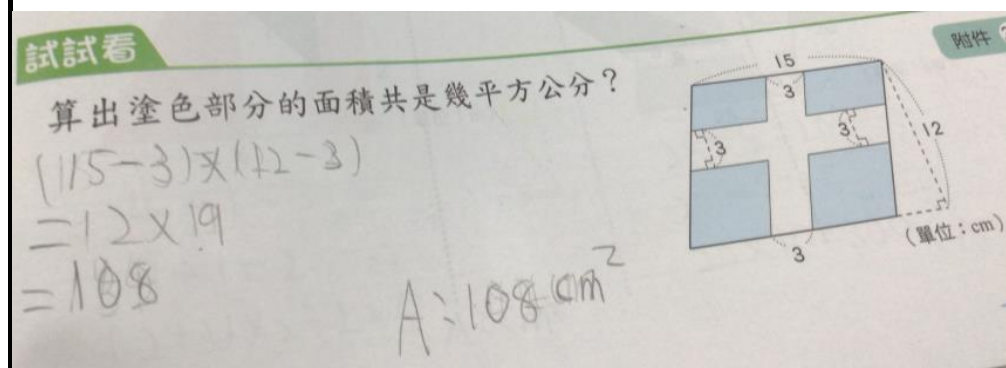 試試看
附件
算出塗色部分的面積共是幾平方公分？
(15-3)×(12-3)
=12×9
=108
A:108cm²
15
3
3
3
12
3
(單位：cm)